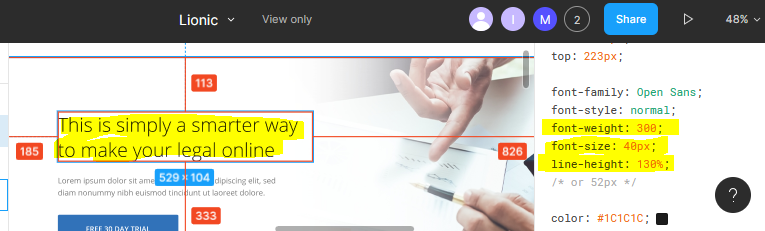 Lionic
View only
I
M
2
Share
48%
113
This is simply a smarter way
to make your legal online
185
826
Lorem ipsum dolor sit ame
dipiscing elit, sed
529 × 104
diam nonummy nibh euismod tincidunt ut laoreet dolore.
333
FREE 30 DAY TRIAL
top: 223px;
font-family: Open Sans;
font-style: normal;
font-weight: 300;
font-size: 40px;
line-height: 130%;
/* or 52px */
color: #1C1C1C;
?